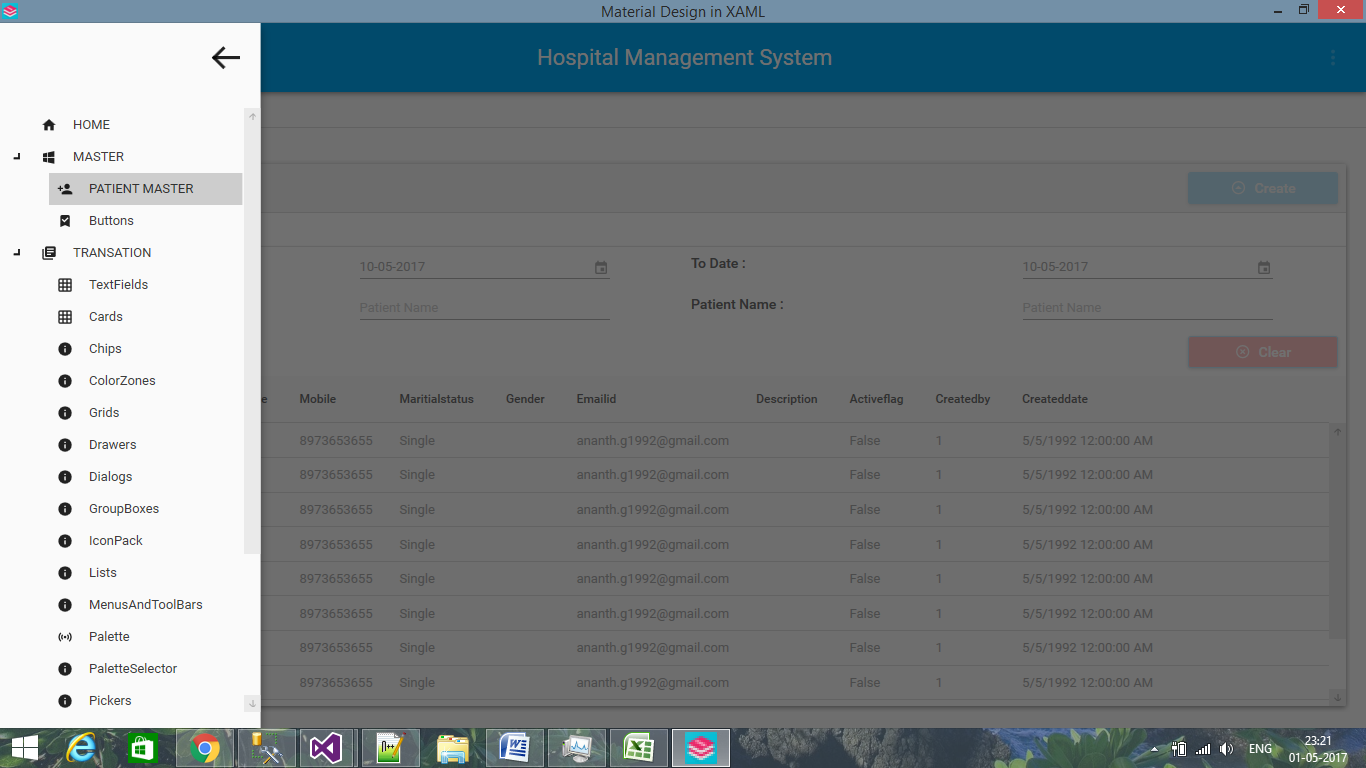 Material Design in XAML
Hospital Management System
HOME
MASTER
PATIENT MASTER
Buttons
TRANSATION
TextFields
Cards
Chips
ColorZones
Grids
Drawers
Dialogs
GroupBoxes
IconPack
Lists
MenusAndToolBars
Palette
PaletteSelector
Pickers
Create
10-05-2017 To Date : 10-05-2017
Patient Name Patient Name : Patient Name
Clear
e Mobile Maritialstatus Gender Emailid Description Activeflag Createdby Createddate
8973653655 Single ananth.g1992@gmail.com False 1 5/5/1992 12:00:00 AM
8973653655 Single ananth.g1992@gmail.com False 1 5/5/1992 12:00:00 AM
8973653655 Single ananth.g1992@gmail.com False 1 5/5/1992 12:00:00 AM
8973653655 Single ananth.g1992@gmail.com False 1 5/5/1992 12:00:00 AM
8973653655 Single ananth.g1992@gmail.com False 1 5/5/1992 12:00:00 AM
8973653655 Single ananth.g1992@gmail.com False 1 5/5/1992 12:00:00 AM
8973653655 Single ananth.g1992@gmail.com False 1 5/5/1992 12:00:00 AM
8973653655 Single ananth.g1992@gmail.com False 1 5/5/1992 12:00:00 AM
ENG
23:21
01-05-2017